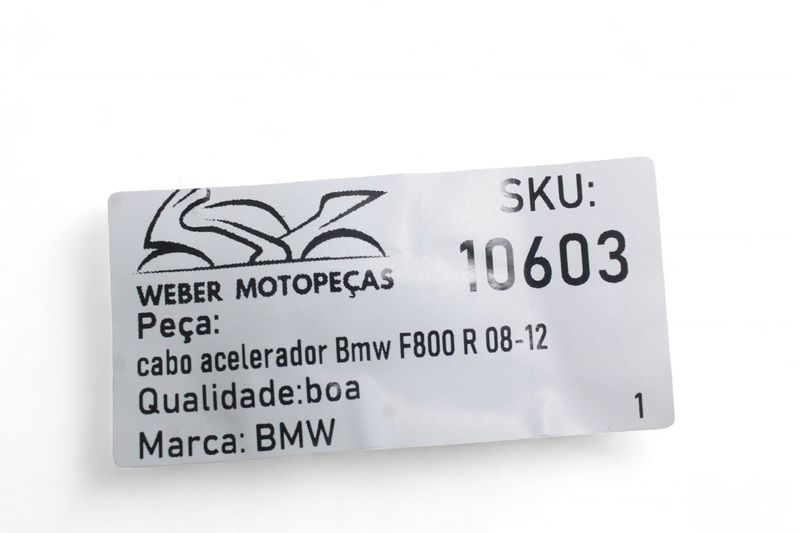 WEBER MOTOPEÇAS
SKU:
10603
Peça:
cabo acelerador Bmw F800 R 08-12
Qualidade:boa
Marca: BMW
1